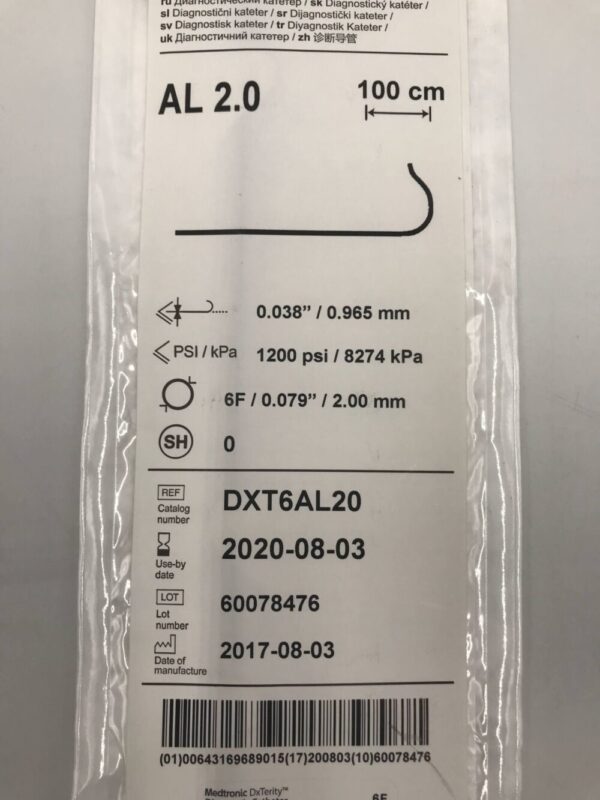 ru Диагностический катетер / sk Diagnostický katéter /
sl Diagnostični kateter / sr Dijagnostički kateter /
sv Diagnostisk kateter / tr Diyagnostik Kateter /
uk Діагностичний катетер / zh 诊断导管
AL 2.0
100 cm
0.038” / 0.965 mm
PSI / kPa 1200 psi / 8274 kPa
6F / 0.079” / 2.00 mm
SH 0
REF
Catalog number
DXT6AL20
Use-by date
2020-08-03
LOT
Lot number
60078476
Date of manufacture
2017-08-03
(01)00643169689015(17)200803(10)60078476
Medtronic DxTerity™
Diagnostic Catheter
6F